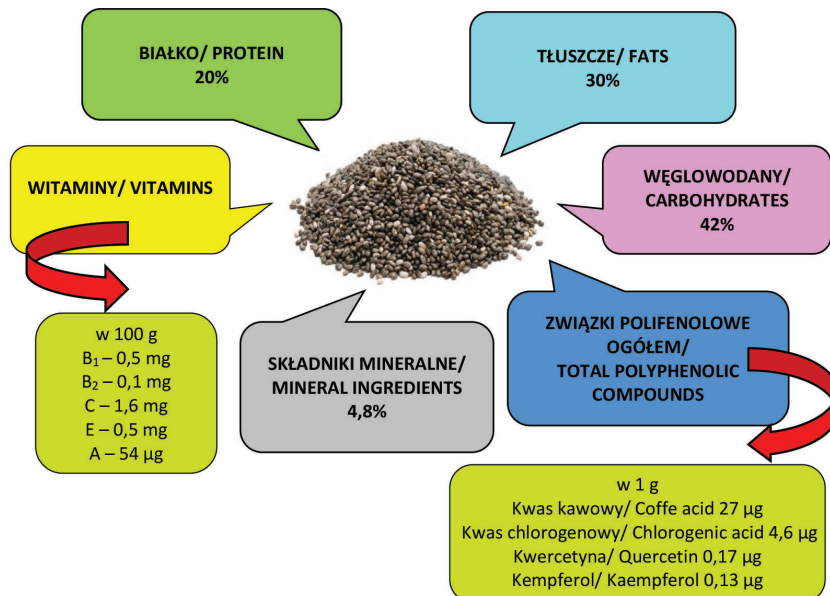 BIAŁKO/ PROTEIN
20%
TŁUSZCZE/ FATS
30%
WITAMINY/ VITAMINS
WĘGLOWODANY/
CARBOHYDRATES
42%
w 100 g
B₁ – 0,5 mg
B₂ – 0,1 mg
C – 1,6 mg
E – 0,5 mg
A – 54 µg
SKŁADNIKI MINERALNE/
MINERAL INGREDIENTS
4,8%
ZWIĄZKI POLIFENOLOWE
OGÓŁEM/
TOTAL POLYPHENOLIC
COMPOUNDS
w 1 g
Kwas kawowy/ Coffe acid 27 µg
Kwas chlorogenowy/ Chlorogenic acid 4,6 µg
Kwercetyna/ Quercetin 0,17 µg
Kempferol/ Kaempferol 0,13 µg